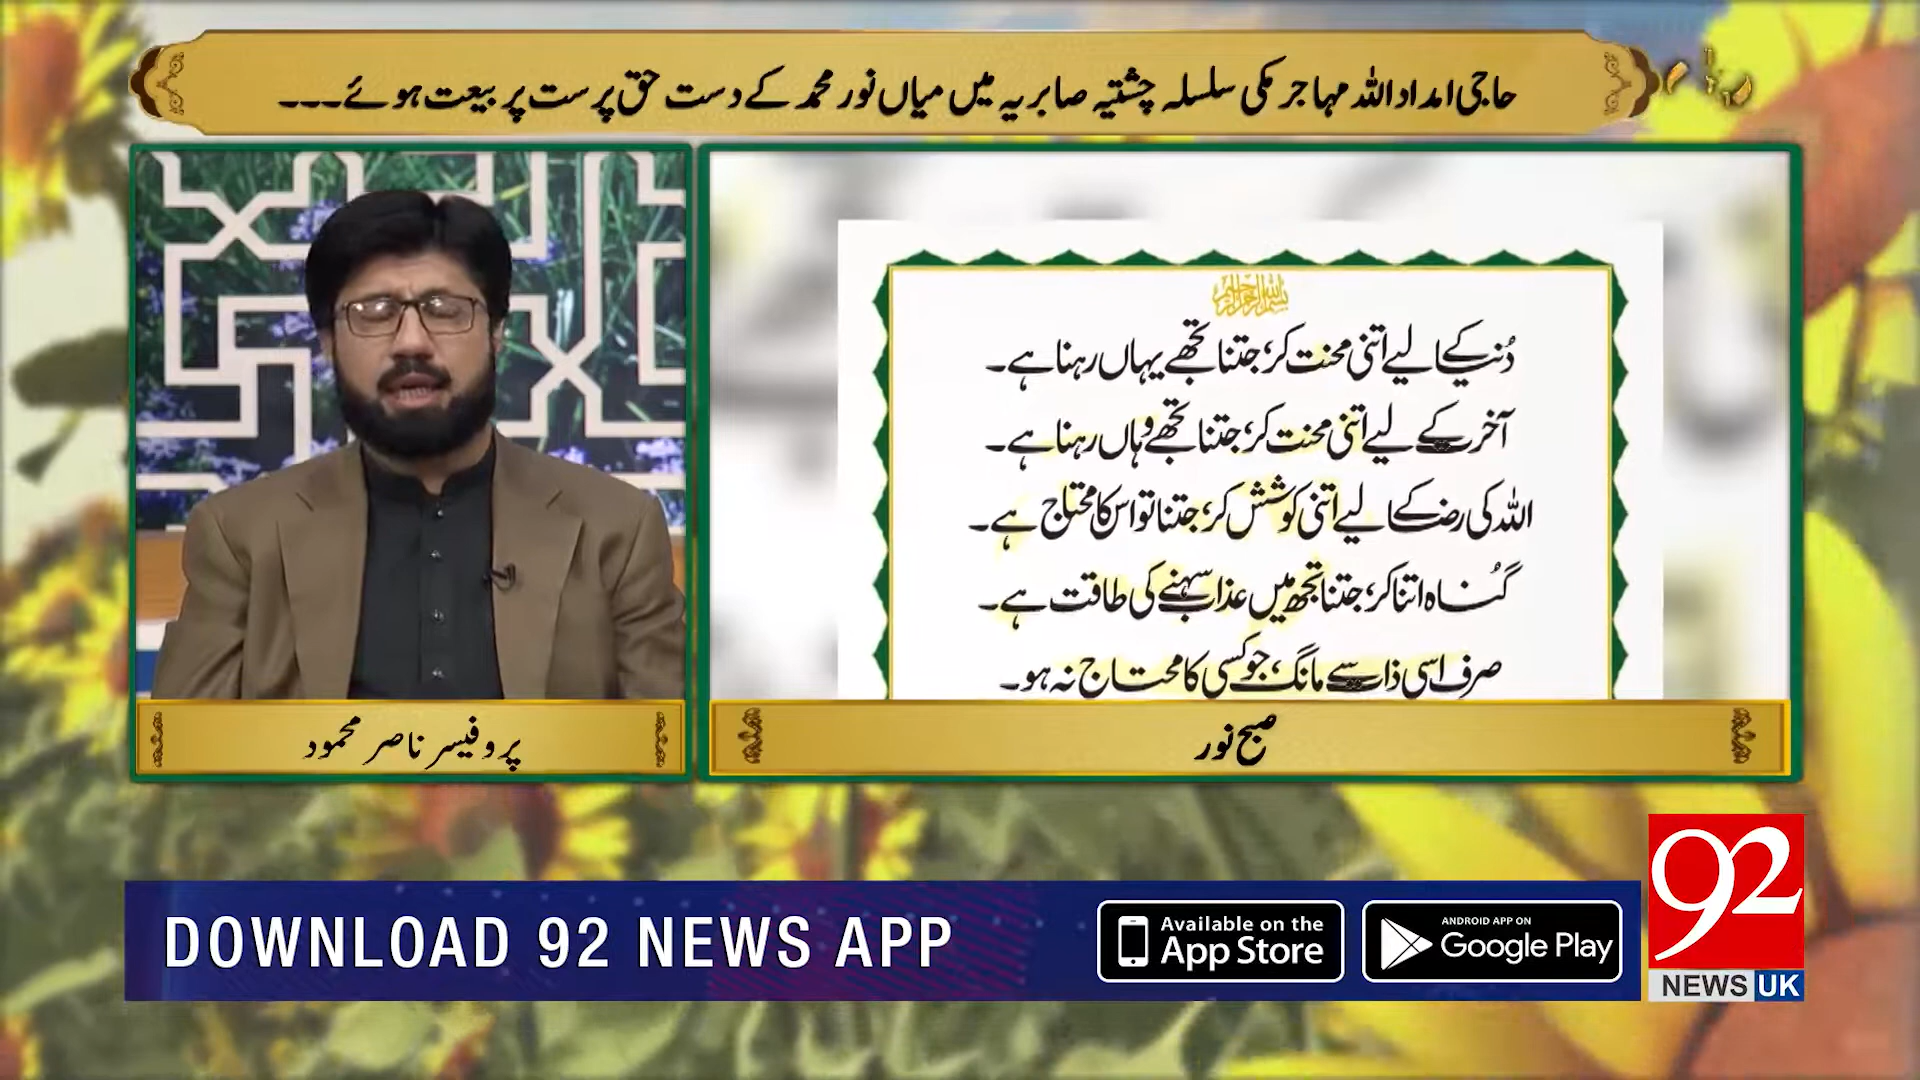 حاجی امداد اللہ مہاجر مکی سلسلہ چشتیہ صابریہ میں میاں نور محمد کے دست حق پرست پر بیعت ہوئے۔۔۔
بسم اللہ الرحمن الرحیم
دُنیا کے لیے اتنی محنت کر، جتنا تجھے یہاں رہنا ہے۔
آخرت کے لیے اتنی محنت کر، جتنا تجھے وہاں رہنا ہے۔
اللہ کی رضا کے لیے اتنی کوشش کر، جتنا تو اس کا محتاج ہے۔
گُناہ اتنا کر، جتنا تجھ میں عذاب سہنے کی طاقت ہے۔
صرف اسی ذات سے مانگ، جو کسی کا محتاج نہ ہو۔
پروفیسر ناصر محمود
صبح نور
DOWNLOAD 92 NEWS APP
Available on the
App Store
ANDROID APP ON
Google Play
92
NEWS UK